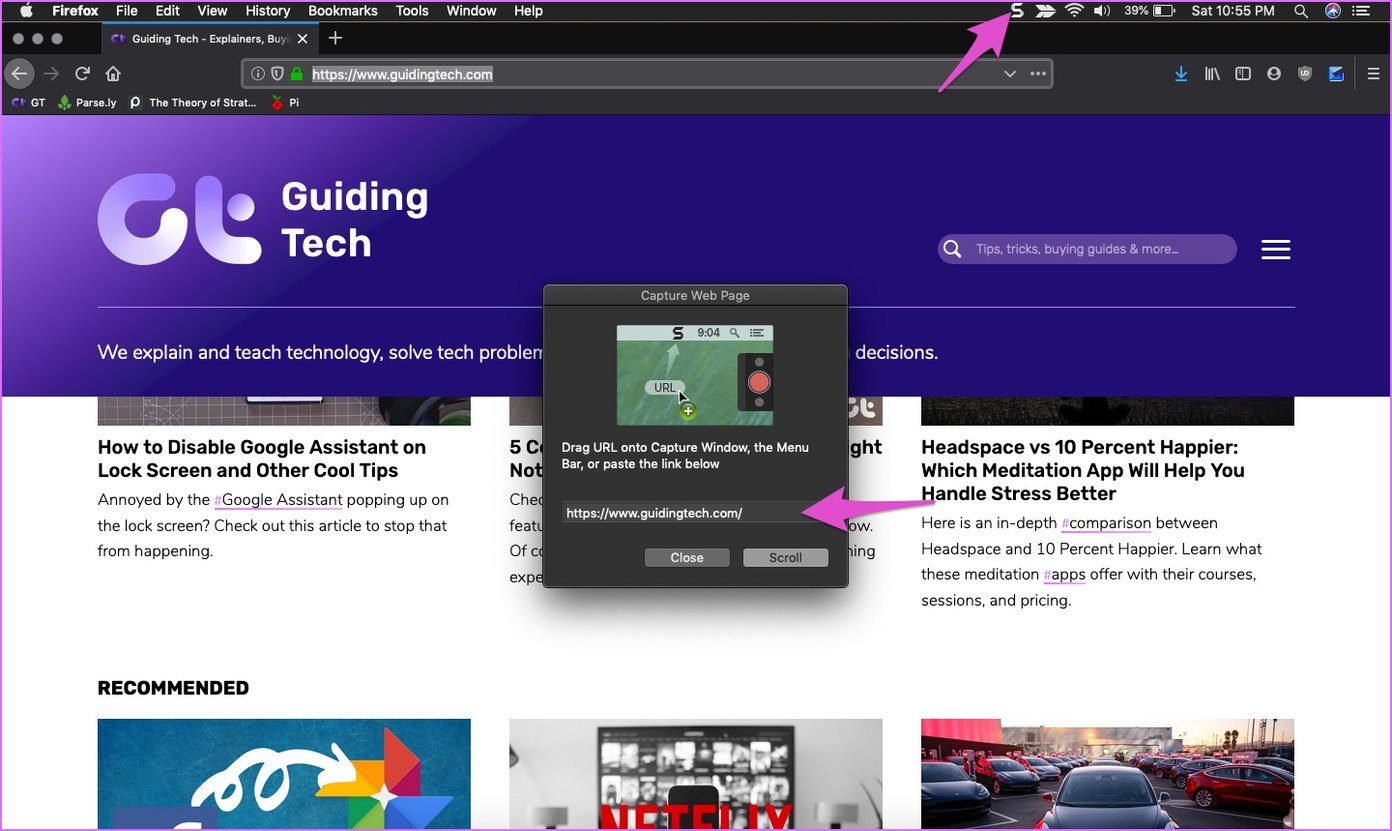 Firefox File Edit View History Bookmarks Tools Window Help
39% Sat 10:55 PM
Guiding Tech - Explainers, Buyi
https://www.guidingtech.com
GT Parse.ly The Theory of Strat... Pi
Guiding
Tech
Tips, tricks, buying guides & more...
We explain and teach technology, solve tech problem
decisions.
Capture Web Page
9:04
URL
Drag URL onto Capture Window, the Menu
Bar, or paste the link below
https://www.guidingtech.com/
Close Scroll
How to Disable Google Assistant on
Lock Screen and Other Cool Tips
Annoyed by the #Google Assistant popping up on
the lock screen? Check out this article to stop that
from happening.
5 C
ght
Not
Chec
featu
ow.
Of co
ning
expe
Headspace vs 10 Percent Happier:
Which Meditation App Will Help You
Handle Stress Better
Here is an in-depth #comparison between
Headspace and 10 Percent Happier. Learn what
these meditation #apps offer with their courses,
sessions, and pricing.
RECOMMENDED
NETFLIX